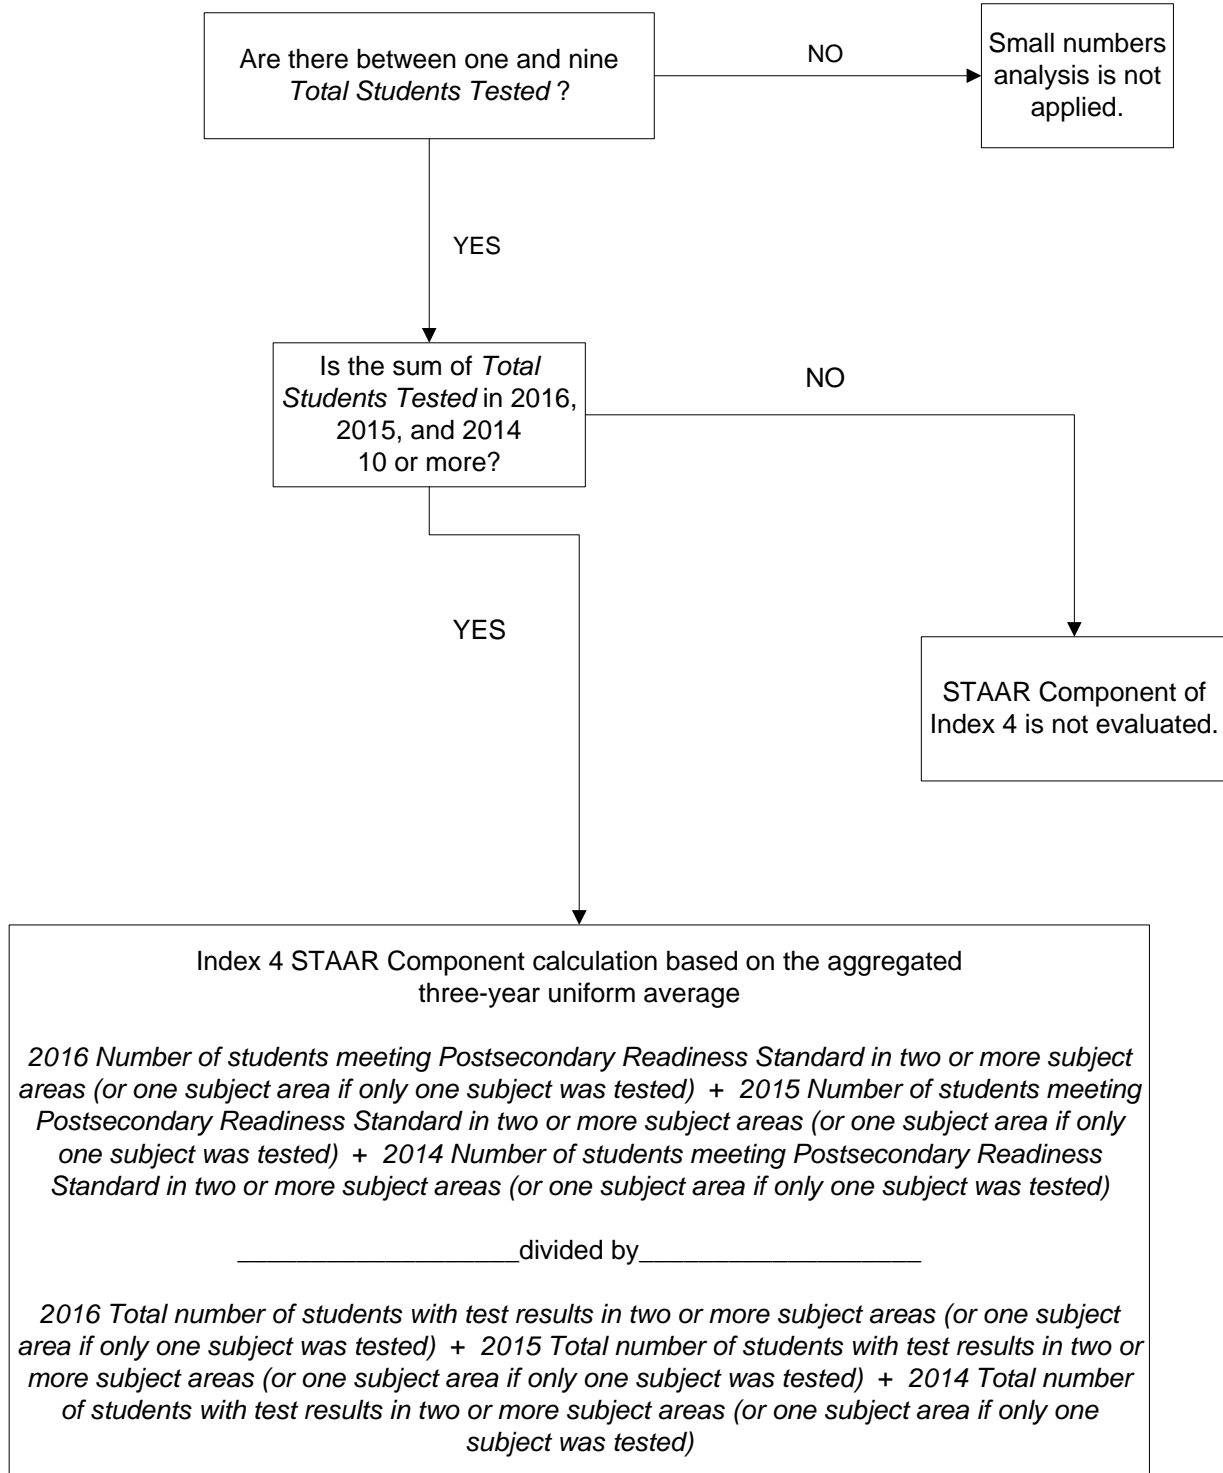 Are there between one and nine
Total Students Tested ?
NO
Small numbers
analysis is not
applied.
YES
Is the sum of Total
Students Tested in 2016,
2015, and 2014
10 or more?
NO
YES
STAAR Component of
Index 4 is not evaluated.
Index 4 STAAR Component calculation based on the aggregated
three-year uniform average
2016 Number of students meeting Postsecondary Readiness Standard in two or more subject
areas (or one subject area if only one subject was tested) + 2015 Number of students meeting
Postsecondary Readiness Standard in two or more subject areas (or one subject area if only
one subject was tested) + 2014 Number of students meeting Postsecondary Readiness
Standard in two or more subject areas (or one subject area if only one subject was tested)
___________________divided by___________________
2016 Total number of students with test results in two or more subject areas (or one subject
area if only one subject was tested) + 2015 Total number of students with test results in two or
more subject areas (or one subject area if only one subject was tested) + 2014 Total number
of students with test results in two or more subject areas (or one subject area if only one
subject was tested)